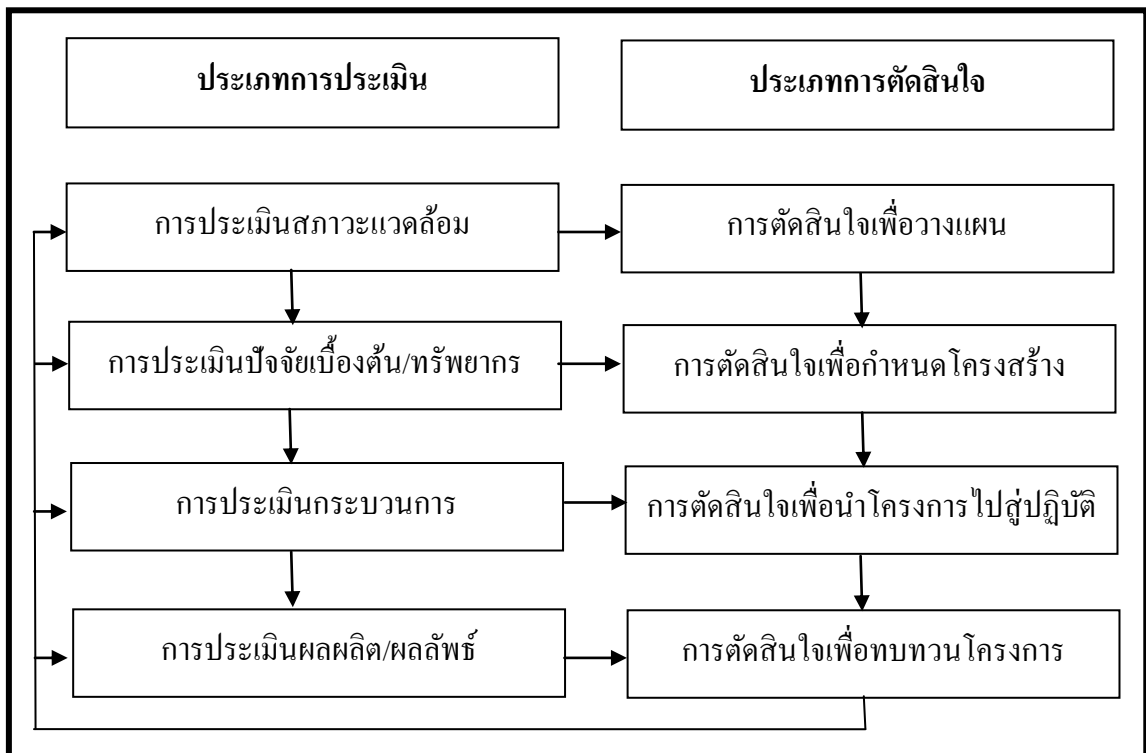 ประเภทการประเมิน
ประเภทการตัดสินใจ
การประเมินสภาวะแวดล้อม
การตัดสินใจเพื่อวางแผน
การประเมินปัจจัยเบื้องต้น/ทรัพยากร
การตัดสินใจเพื่อกำหนดโครงสร้าง
การประเมินกระบวนการ
การตัดสินใจเพื่อนำโครงการไปสู่ปฏิบัติ
การประเมินผลผลิต/ผลลัพธ์
การตัดสินใจเพื่อทบทวนโครงการ